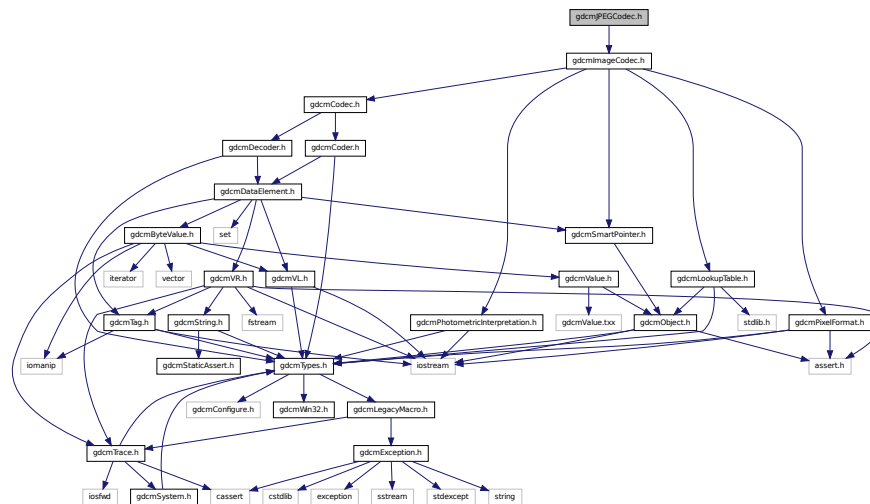 gdcmJPEGCodec.h
gdcmImageCodec.h
gdcmCodec.h
gdcmDecoder.h
gdcmCoder.h
gdcmDataElement.h
gdcmByteValue.h
set
gdcmSmartPointer.h
iterator
vector
gdcmVR.h
gdcmVL.h
gdcmValue.h
gdcmLookupTable.h
gdcmTag.h
gdcmString.h
fstream
gdcmPhotometricInterpretation.h
gdcmValue.txx
gdcmObject.h
stdlib.h
gdcmPixelFormat.h
iomanip
gdcmStaticAssert.h
gdcmTypes.h
iostream
assert.h
gdcmConfigure.h
gdcmWin32.h
gdcmLegacyMacro.h
gdcmTrace.h
gdcmException.h
iosfwd
gdcmSystem.h
cassert
cstdlib
exception
sstream
stdexcept
string